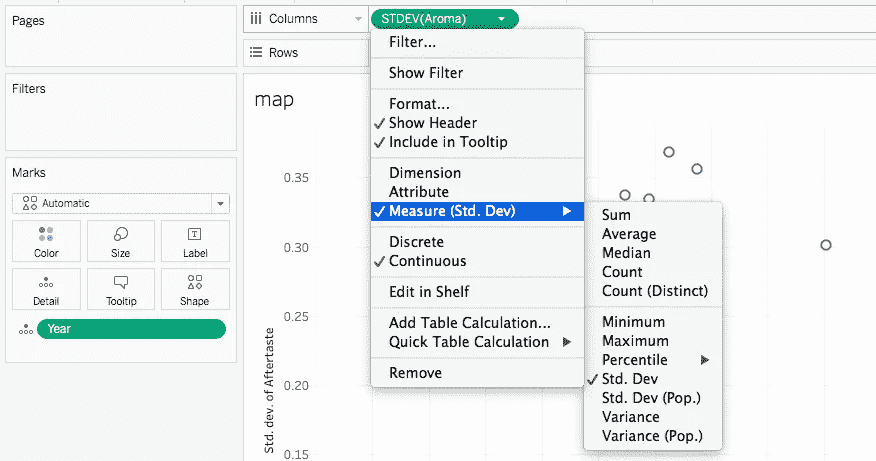 Pages
Columns
STDEV(Aroma)
Rows
Filters
Marks
Automatic
Color
Size
Label
Detail
Tooltip
Shape
Year
map
0.35
0.30
0.25
0.20
0.15
Std. dev. of Aftertaste
Filter...
Show Filter
Format...
Show Header
Include in Tooltip
Dimension
Attribute
Measure (Std. Dev)
Discrete
Continuous
Edit in Shelf
Add Table Calculation...
Quick Table Calculation
Remove
Sum
Average
Median
Count
Count (Distinct)
Minimum
Maximum
Percentile
Std. Dev
Std. Dev (Pop.)
Variance
Variance (Pop.)